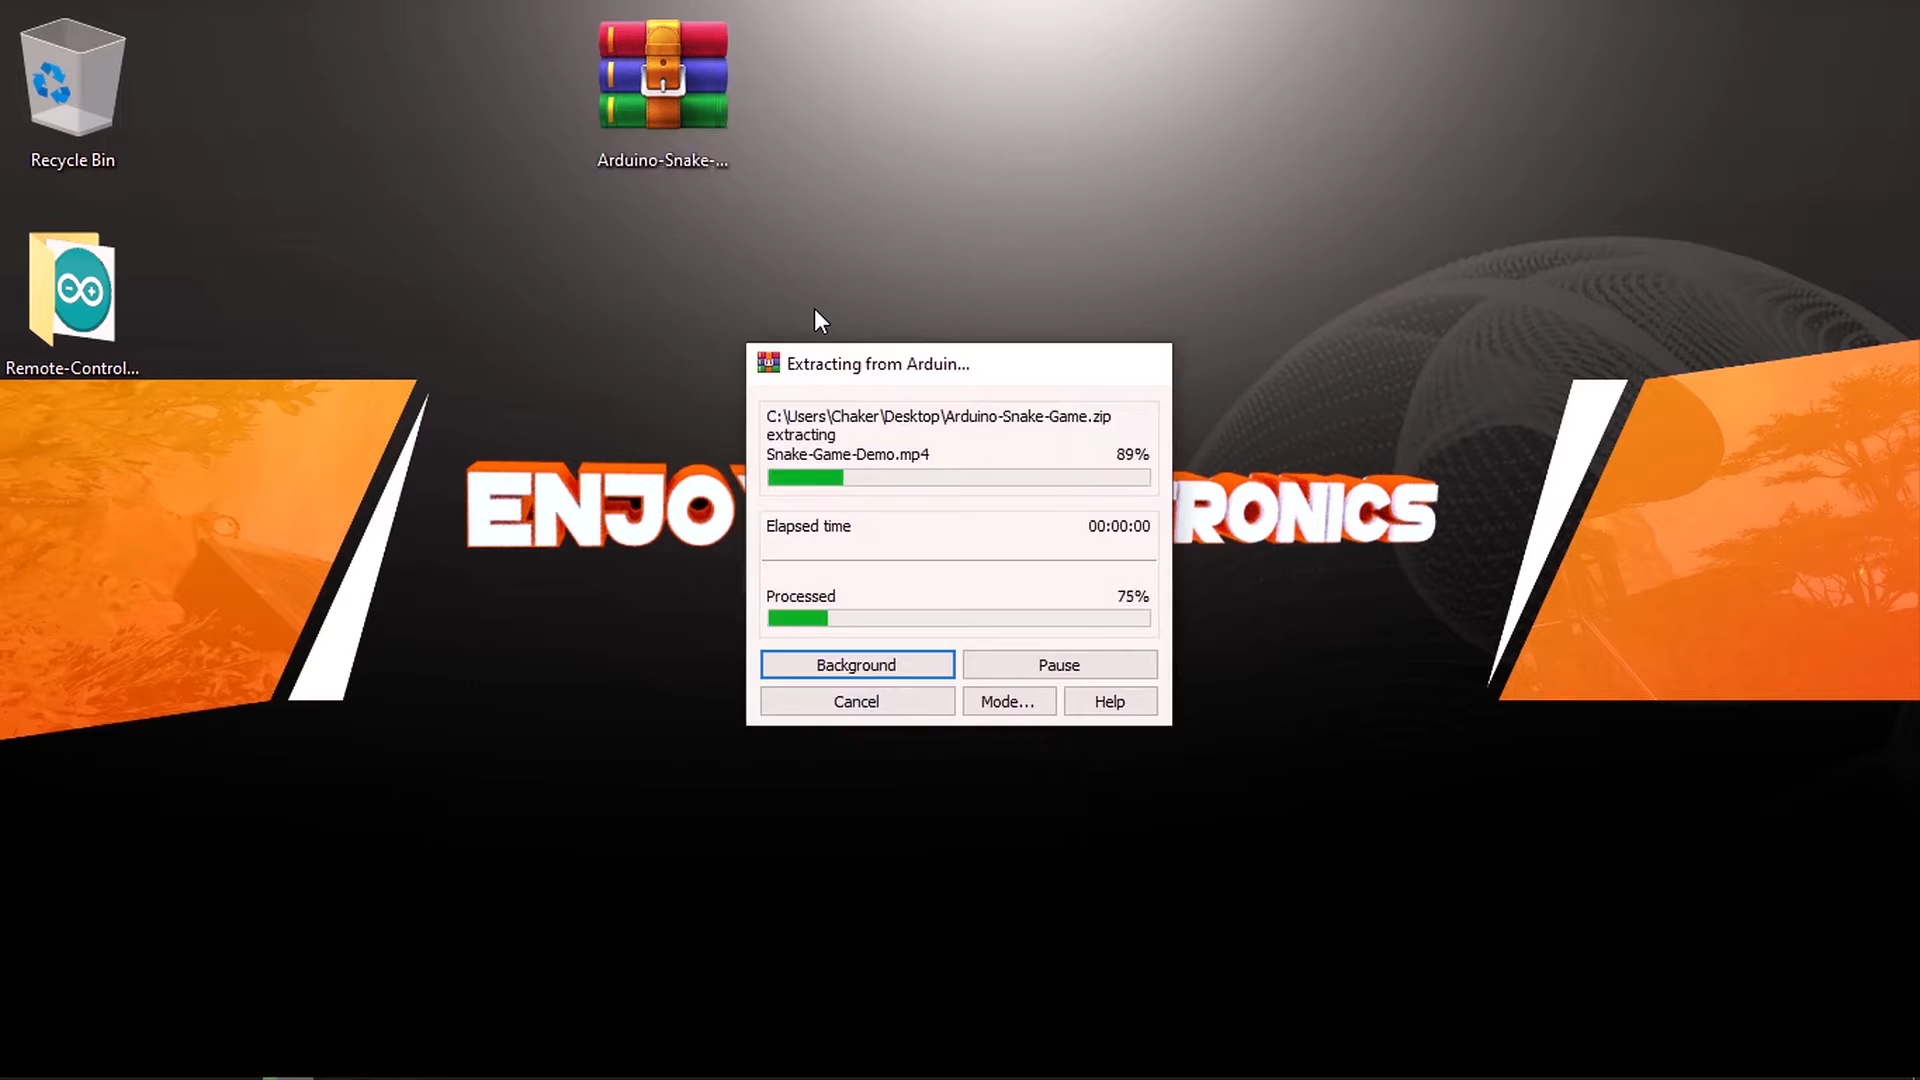 Recycle Bin
Arduino-Snake-...
Remote-Control...
Extracting from Arduin...
C:\Users\Chaker\Desktop\Arduino-Snake-Game.zip
extracting
Snake-Game-Demo.mp4 89%
ENJO RONICS
Elapsed time 00:00:00
Processed 75%
Background Pause
Cancel Mode... Help